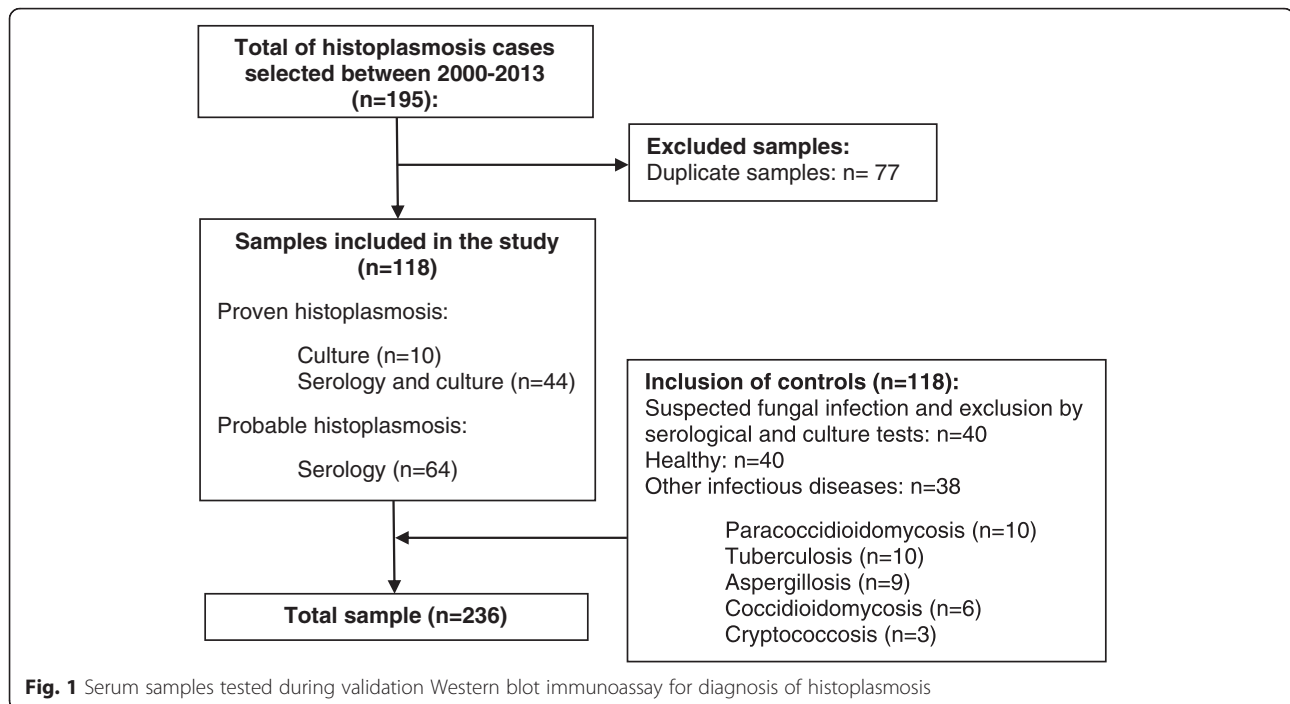 Total of histoplasmosis cases
selected between 2000-2013
(n=195):
Excluded samples:
Duplicate samples: n= 77
Samples included in the study
(n=118)
Proven histoplasmosis:
Culture (n=10)
Serology and culture (n=44)
Probable histoplasmosis:
Serology (n=64)
Inclusion of controls (n=118):
Suspected fungal infection and exclusion by
serological and culture tests: n=40
Healthy: n=40
Other infectious diseases: n=38
Paracoccidioidomycosis (n=10)
Tuberculosis (n=10)
Aspergillosis (n=9)
Coccidioidomycosis (n=6)
Cryptococcosis (n=3)
Total sample (n=236)
Fig. 1 Serum samples tested during validation Western blot immunoassay for diagnosis of histoplasmosis